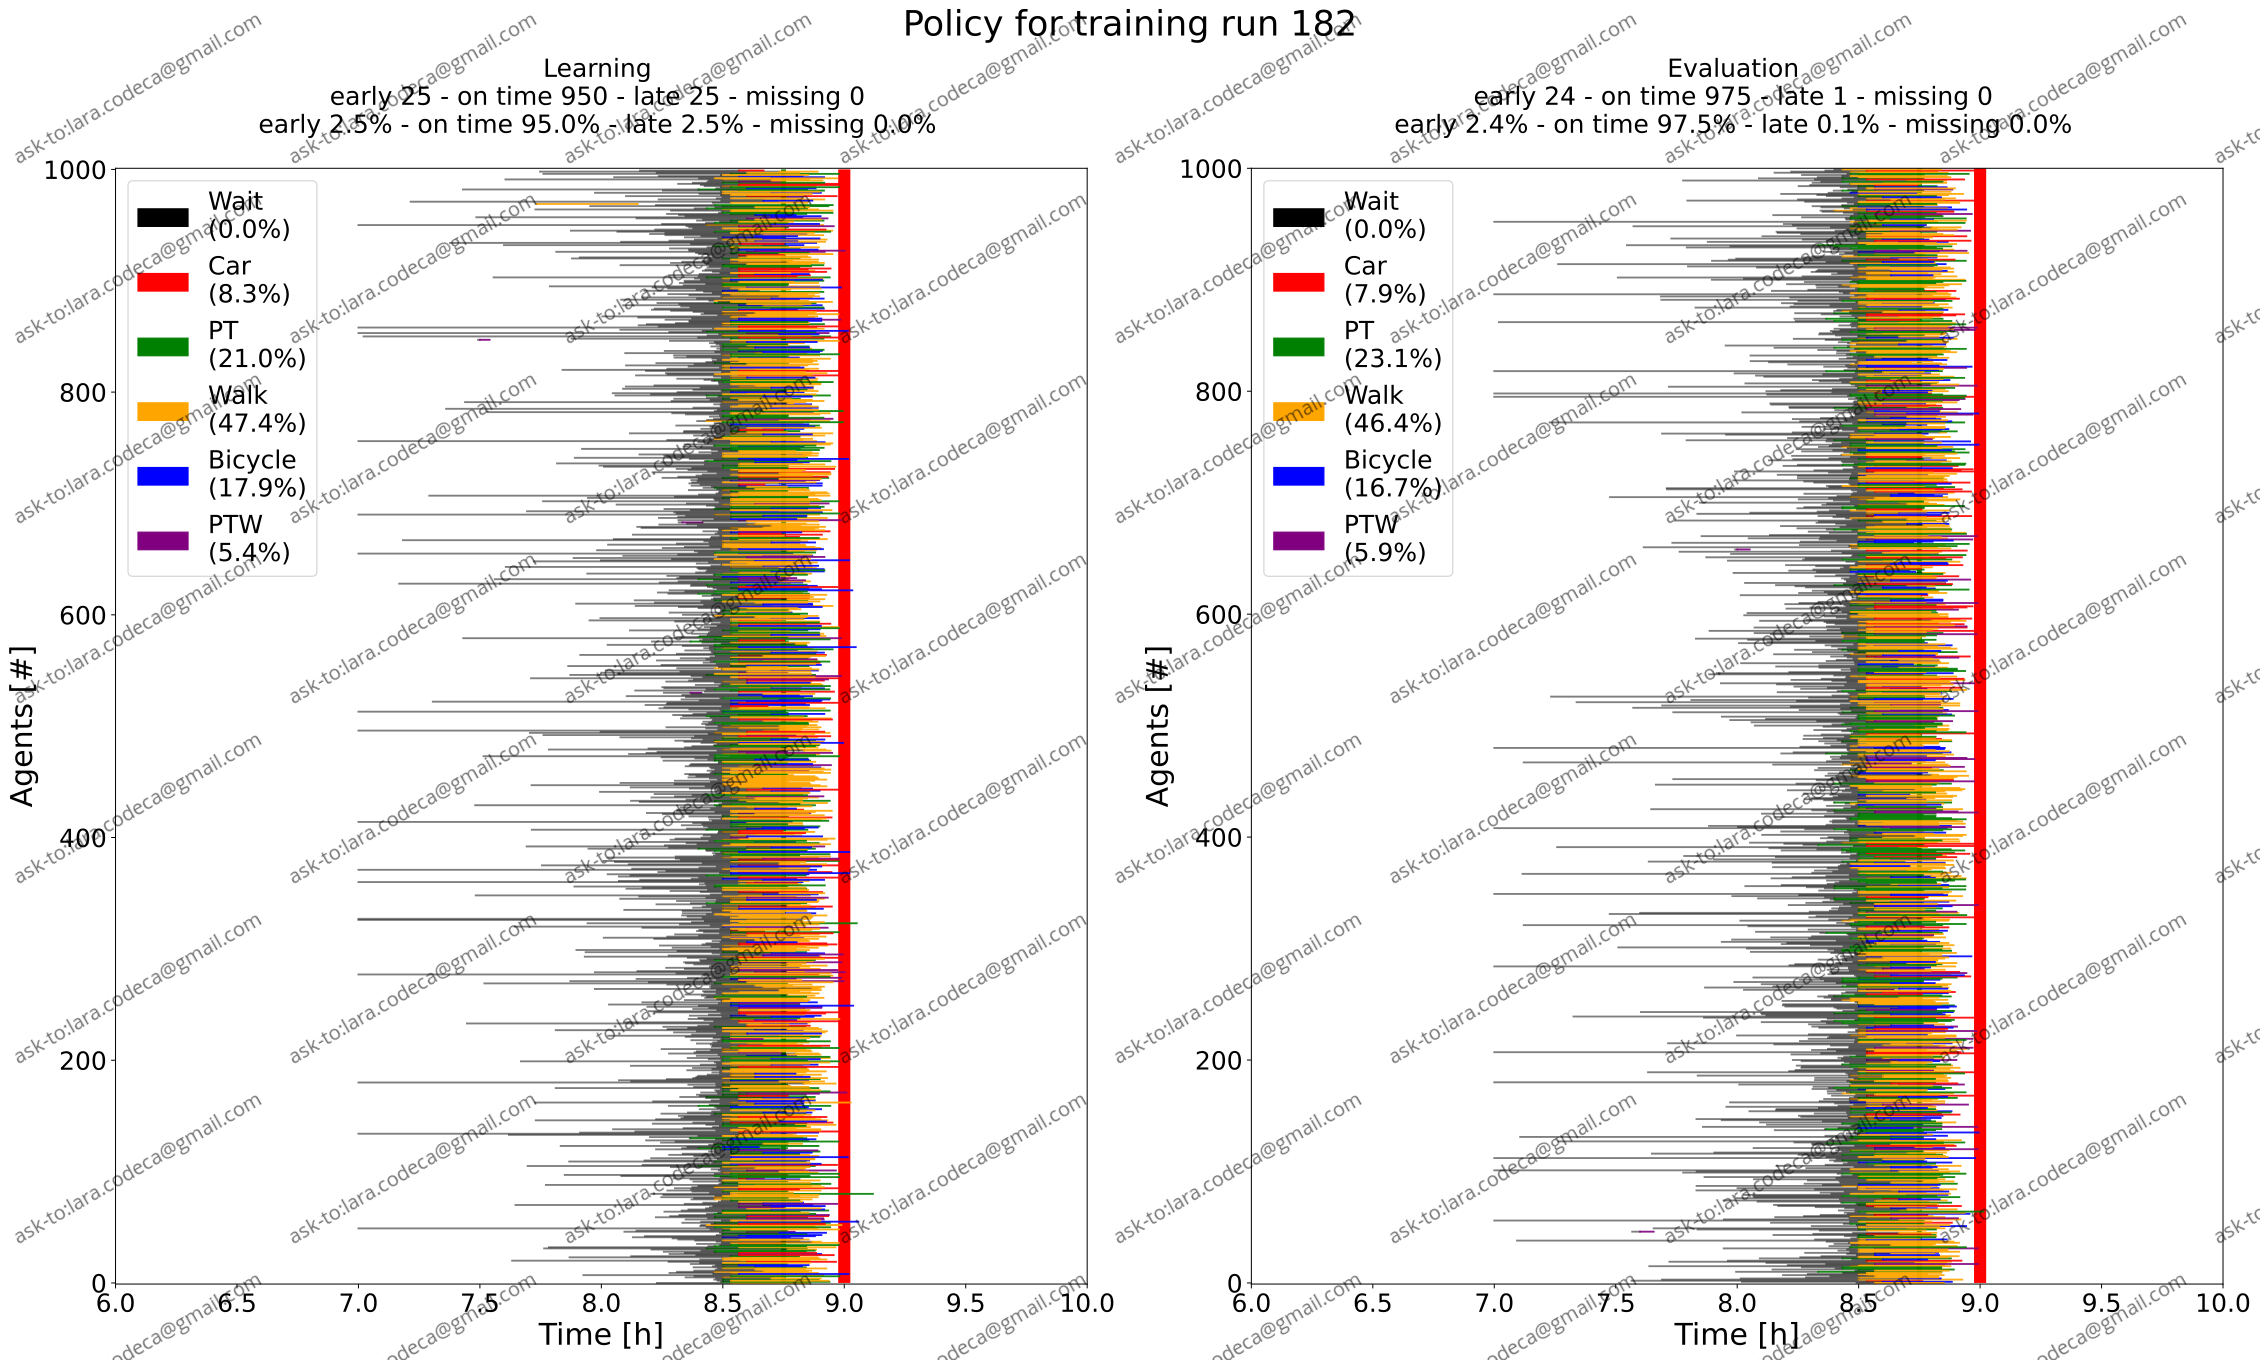 Policy for training run 182
Learning
early 25 - on time 950 - late 25 - missing 0
early 2.5% - on time 95.0% - late 2.5% - missing 0.0%
1000
800
600
400
200
0
Agents [#]
Wait
(0.0%)
Car
(8.3%)
PT
(21.0%)
Walk
(47.4%)
Bicycle
(17.9%)
PTW
(5.4%)
6.0 6.5 7.0 7.5 8.0 8.5 9.0 9.5 10.0
Time [h]
Evaluation
early 24 - on time 975 - late 1 - missing 0
early 2.4% - on time 97.5% - late 0.1% - missing 0.0%
1000
800
600
400
200
0
Agents [#]
Wait
(0.0%)
Car
(7.9%)
PT
(23.1%)
Walk
(46.4%)
Bicycle
(16.7%)
PTW
(5.9%)
6.0 6.5 7.0 7.5 8.0 8.5 9.0 9.5 10.0
Time [h]
ask-to:lara.codeca@gmail.com